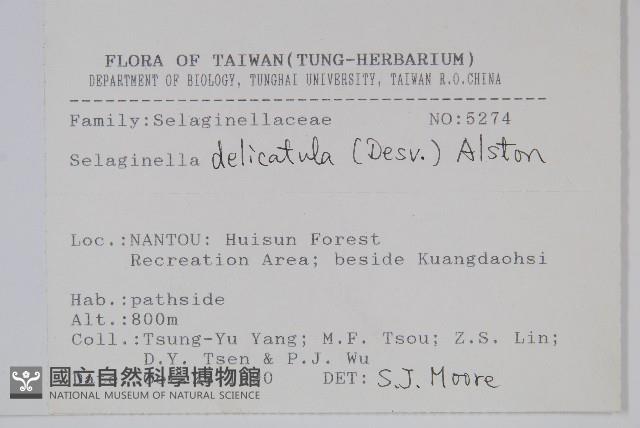 FLORA OF TAIWAN(TUNG-HERBARIUM)
DEPARTMENT OF BIOLOGY, TUNGHAI UNIVERSITY, TAIWAN R.O.CHINA
Family:Selaginellaceae NO:5274
Selaginella delicatula (Desv.) Alston
Loc.:NANTOU: Huisun Forest
Recreation Area; beside Kuangdaohsi
Hab.:pathside
Alt.:800m
Coll.:Tsung-Yu Yang; M.F. Tsou; Z.S. Lin;
D.Y. Tsen & P.J. Wu
DET: S.J. Moore
國立自然科學博物館
NATIONAL MUSEUM OF NATURAL SCIENCE